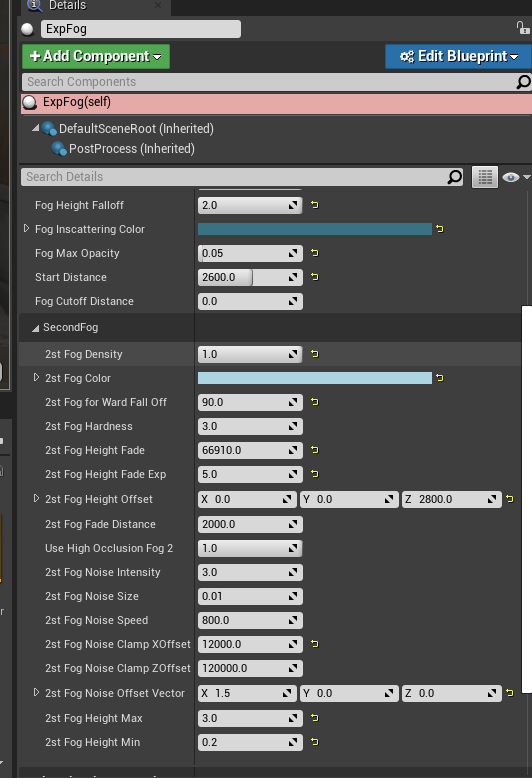 Details
ExpFog
+ Add Component
Edit Blueprint
Search Components
ExpFog(self)
DefaultSceneRoot (Inherited)
PostProcess (Inherited)
Search Details
Fog Height Falloff 2.0
Fog Inscattering Color
Fog Max Opacity 0.05
Start Distance 2600.0
Fog Cutoff Distance 0.0
SecondFog
2st Fog Density 1.0
2st Fog Color
2st Fog for Ward Fall Off 90.0
2st Fog Hardness 3.0
2st Fog Height Fade 66910.0
2st Fog Height Fade Exp 5.0
2st Fog Height Offset X 0.0 Y 0.0 Z 2800.0
2st Fog Fade Distance 2000.0
Use High Occlusion Fog 2 1.0
2st Fog Noise Intensity 3.0
2st Fog Noise Size 0.01
2st Fog Noise Speed 800.0
2st Fog Noise Clamp XOffset 12000.0
2st Fog Noise Clamp ZOffset 120000.0
2st Fog Noise Offset Vector X 1.5 Y 0.0 Z 0.0
2st Fog Height Max 3.0
2st Fog Height Min 0.2